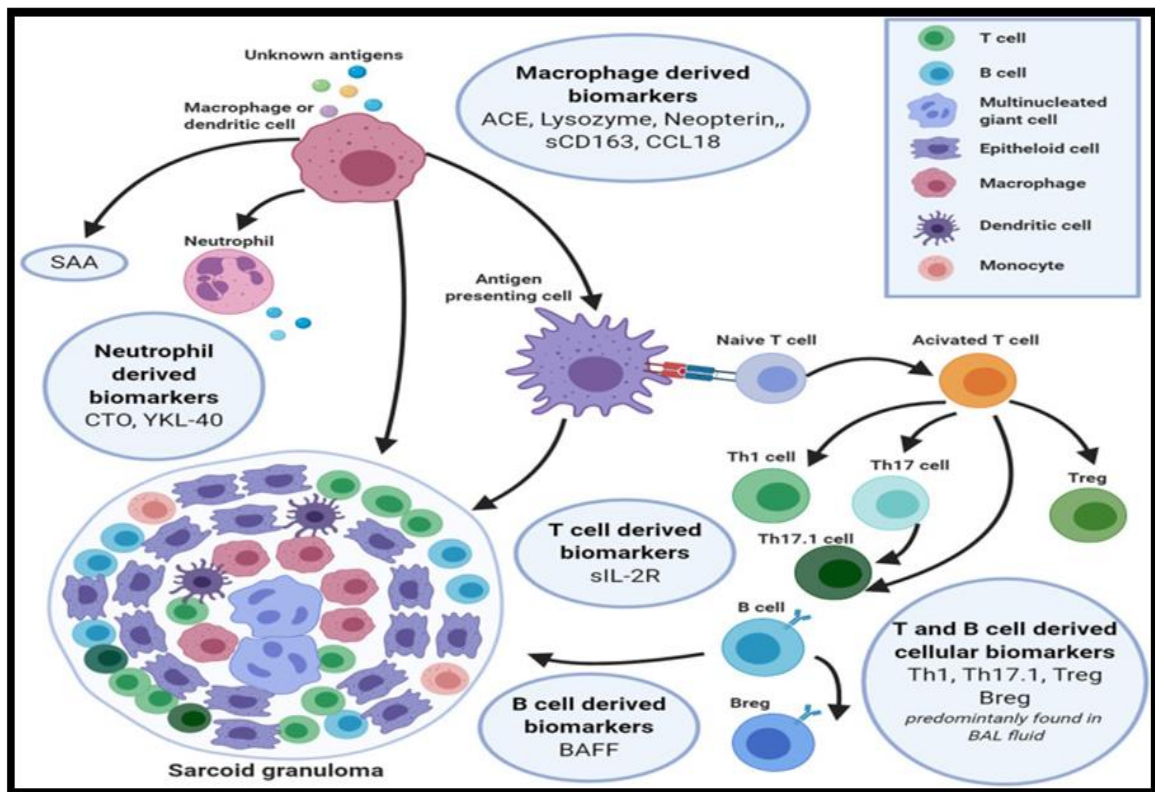 Unknown antigens
Macrophage or
dendritic cell
Macrophage derived
biomarkers
ACE, Lysozyme, Neopterin,,
sCD163, CCL18
T cell
B cell
Multinucleated
giant cell
Epitheloid cell
Macrophage
Dendritic cell
Monocyte
SAA
Neutrophil
Antigen
presenting cell
Naive T cell
Acivated T cell
Neutrophil
derived
biomarkers
CTO, YKL-40
Th1 cell
Th17 cell
Treg
T cell derived
biomarkers
sIL-2R
Th17.1 cell
B cell
T and B cell derived
cellular biomarkers
Th1, Th17.1, Treg
Breg
predomintanly found in
BAL fluid
B cell derived
biomarkers
BAFF
Breg
Sarcoid granuloma